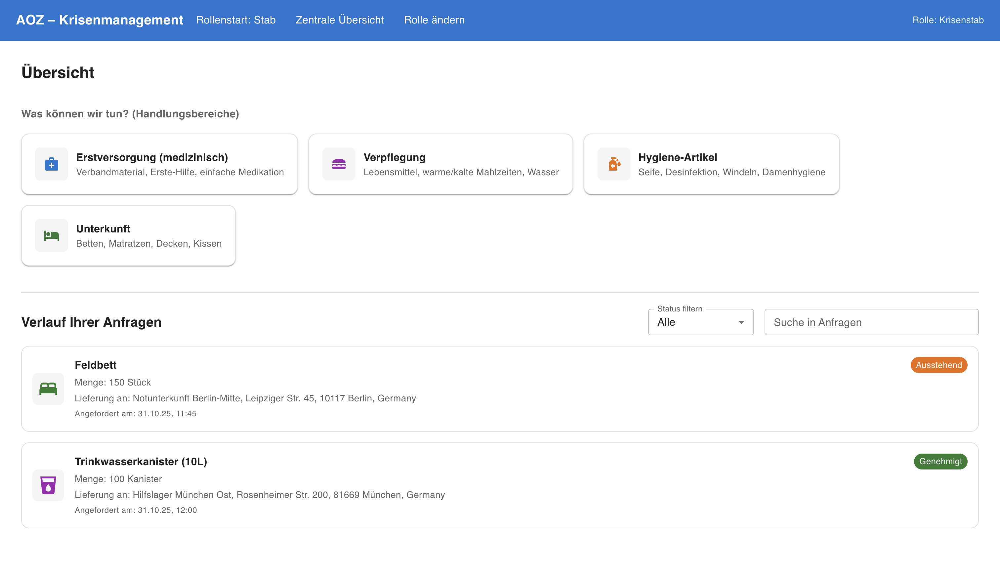 AOZ – Krisenmanagement
Rollenstart: Stab
Zentrale Übersicht
Rolle ändern
Rolle: Krisenstab
Übersicht
Was können wir tun? (Handlungsbereiche)
Erstversorgung (medizinisch)
Verbandmaterial, Erste-Hilfe, einfache Medikation
Verpflegung
Lebensmittel, warme/kalte Mahlzeiten, Wasser
Hygiene-Artikel
Seife, Desinfektion, Windeln, Damenhygiene
Unterkunft
Betten, Matratzen, Decken, Kissen
Verlauf Ihrer Anfragen
Status filtern
Alle
Suche in Anfragen
Feldbett
Ausstehend
Menge: 150 Stück
Lieferung an: Notunterkunft Berlin-Mitte, Leipziger Str. 45, 10117 Berlin, Germany
Angefordert am: 31.10.25, 11:45
Trinkwasserkanister (10L)
Genehmigt
Menge: 100 Kanister
Lieferung an: Hilfslager München Ost, Rosenheimer Str. 200, 81669 München, Germany
Angefordert am: 31.10.25, 12:00